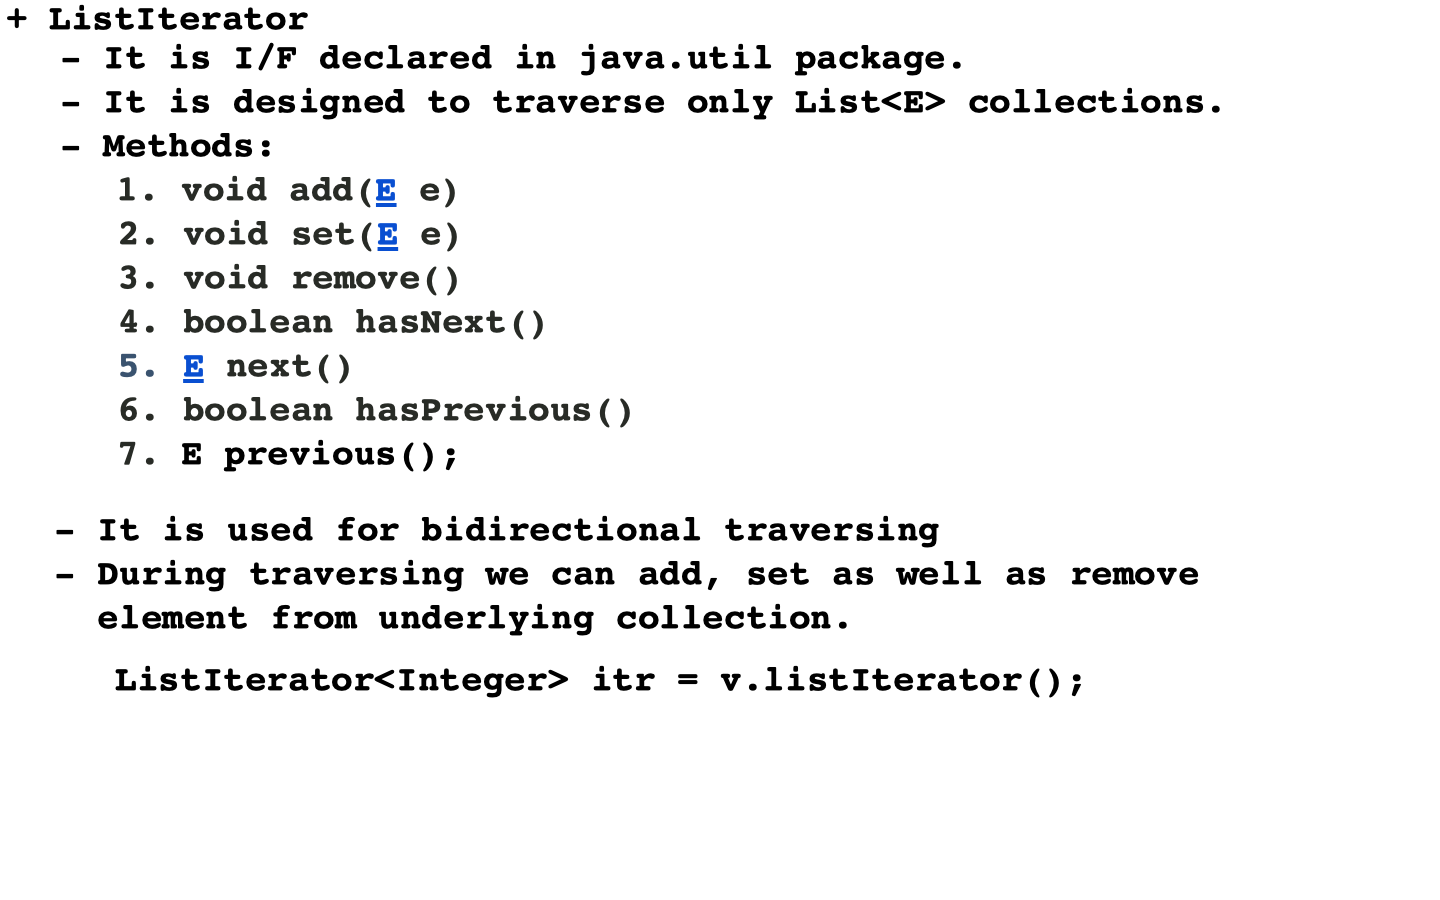 + ListIterator
- It is I/F declared in java.util package.
- It is designed to traverse only List<E> collections.
- Methods:
1. void add(E e)
2. void set(E e)
3. void remove()
4. boolean hasNext()
5. E next()
6. boolean hasPrevious()
7. E previous();
- It is used for bidirectional traversing
- During traversing we can add, set as well as remove
element from underlying collection.
ListIterator<Integer> itr = v.listIterator();